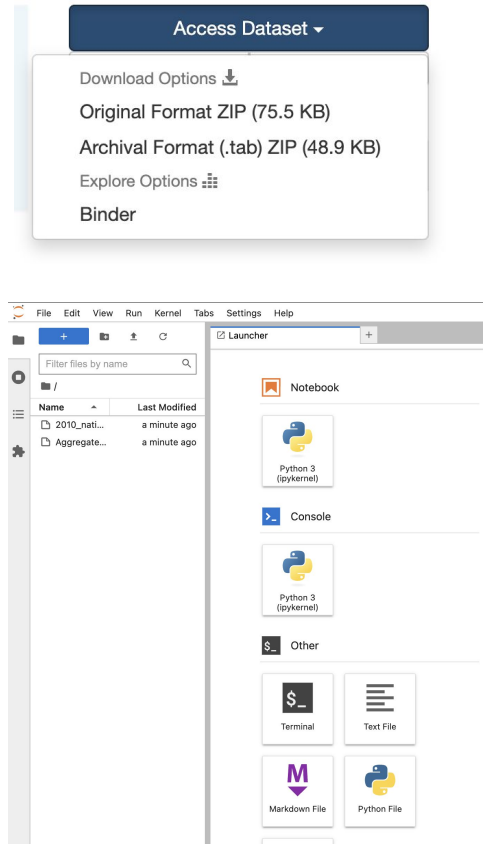 Access Dataset
Download Options
Original Format ZIP (75.5 KB)
Archival Format (.tab) ZIP (48.9 KB)
Explore Options
Binder
File Edit View Run Kernel Tabs Settings Help
+
Launcher
+
Filter files by name
/
Name Last Modified
2010_nati... a minute ago
Aggregate... a minute ago
Notebook
Python 3
(ipykernel)
>_ Console
Python 3
(ipykernel)
$_ Other
$_
Terminal
Text File
M
Markdown File
Python File